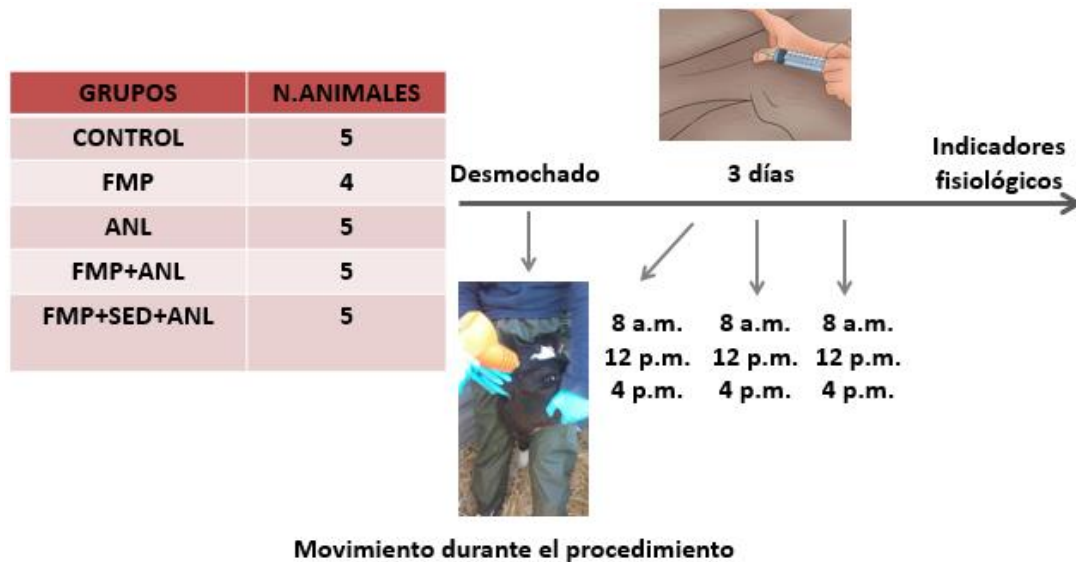 GRUPOS N.ANIMALES
CONTROL 5
FMP 4
ANL 5
FMP+ANL 5
FMP+SED+ANL 5
Desmochado
3 días
Indicadores
fisiológicos
8 a.m. 8 a.m. 8 a.m.
12 p.m. 12 p.m. 12 p.m.
4 p.m. 4 p.m. 4 p.m.
Movimiento durante el procedimiento